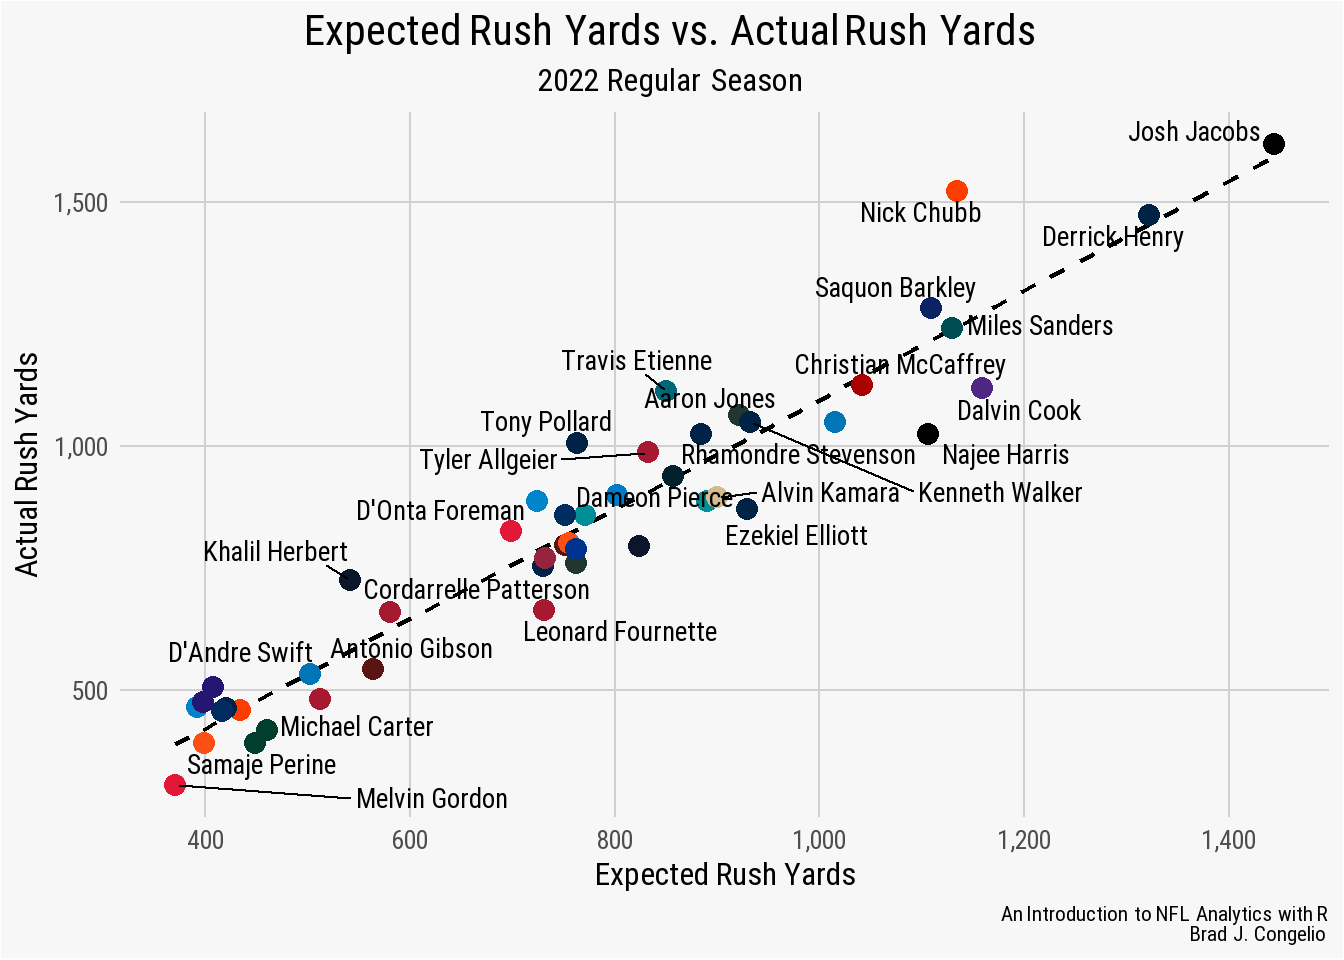 Expected Rush Yards vs. Actual Rush Yards
2022 Regular Season
Josh Jacobs
Nick Chubb
Derrick Henry
Saquon Barkley
Miles Sanders
Travis Etienne
Christian McCaffrey
Aaron Jones
Dalvin Cook
Tony Pollard
Tyler Allgeier
Rhamondre Stevenson
Najee Harris
Dameon Pierce
Alvin Kamara
Kenneth Walker
D'Onta Foreman
Ezekiel Elliott
Khalil Herbert
Cordarrelle Patterson
Leonard Fournette
D'Andre Swift
Antonio Gibson
Michael Carter
Samaje Perine
Melvin Gordon
1,500
1,000
500
Actual Rush Yards
400
600
800
1,000
1,200
1,400
Expected Rush Yards
An Introduction to NFL Analytics with R
Brad J. Congelio